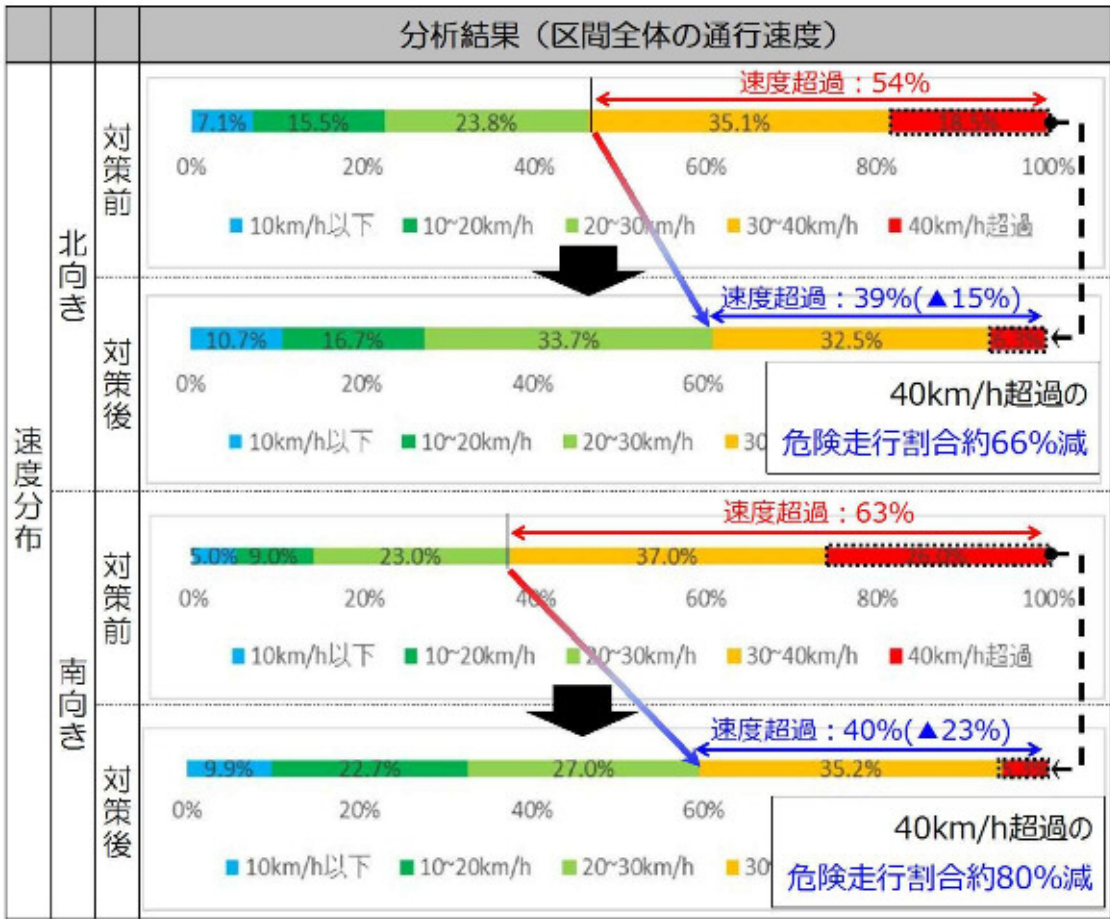 分析結果（区間全体の通行速度）
速度分布
北向き
対策前
速度超過：54%
7.1% 15.5% 23.8% 35.1% 18.5%
0% 20% 40% 60% 80% 100%
10km/h以下 10~20km/h 20~30km/h 30~40km/h 40km/h超過
対策後
速度超過：39%(▲15%)
10.7% 16.7% 33.7% 32.5% 6.3%
0% 20% 40% 60%
10km/h以下 10~20km/h 20~30km/h 30
40km/h超過の
危険走行割合約66%減
南向き
対策前
速度超過：63%
5.0% 9.0% 23.0% 37.0% 26.0%
0% 20% 40% 60% 80% 100%
10km/h以下 10~20km/h 20~30km/h 30~40km/h 40km/h超過
対策後
速度超過：40%(▲23%)
9.9% 22.7% 27.0% 35.2%
0% 20% 40% 60%
10km/h以下 10~20km/h 20~30km/h 30
40km/h超過の
危険走行割合約80%減